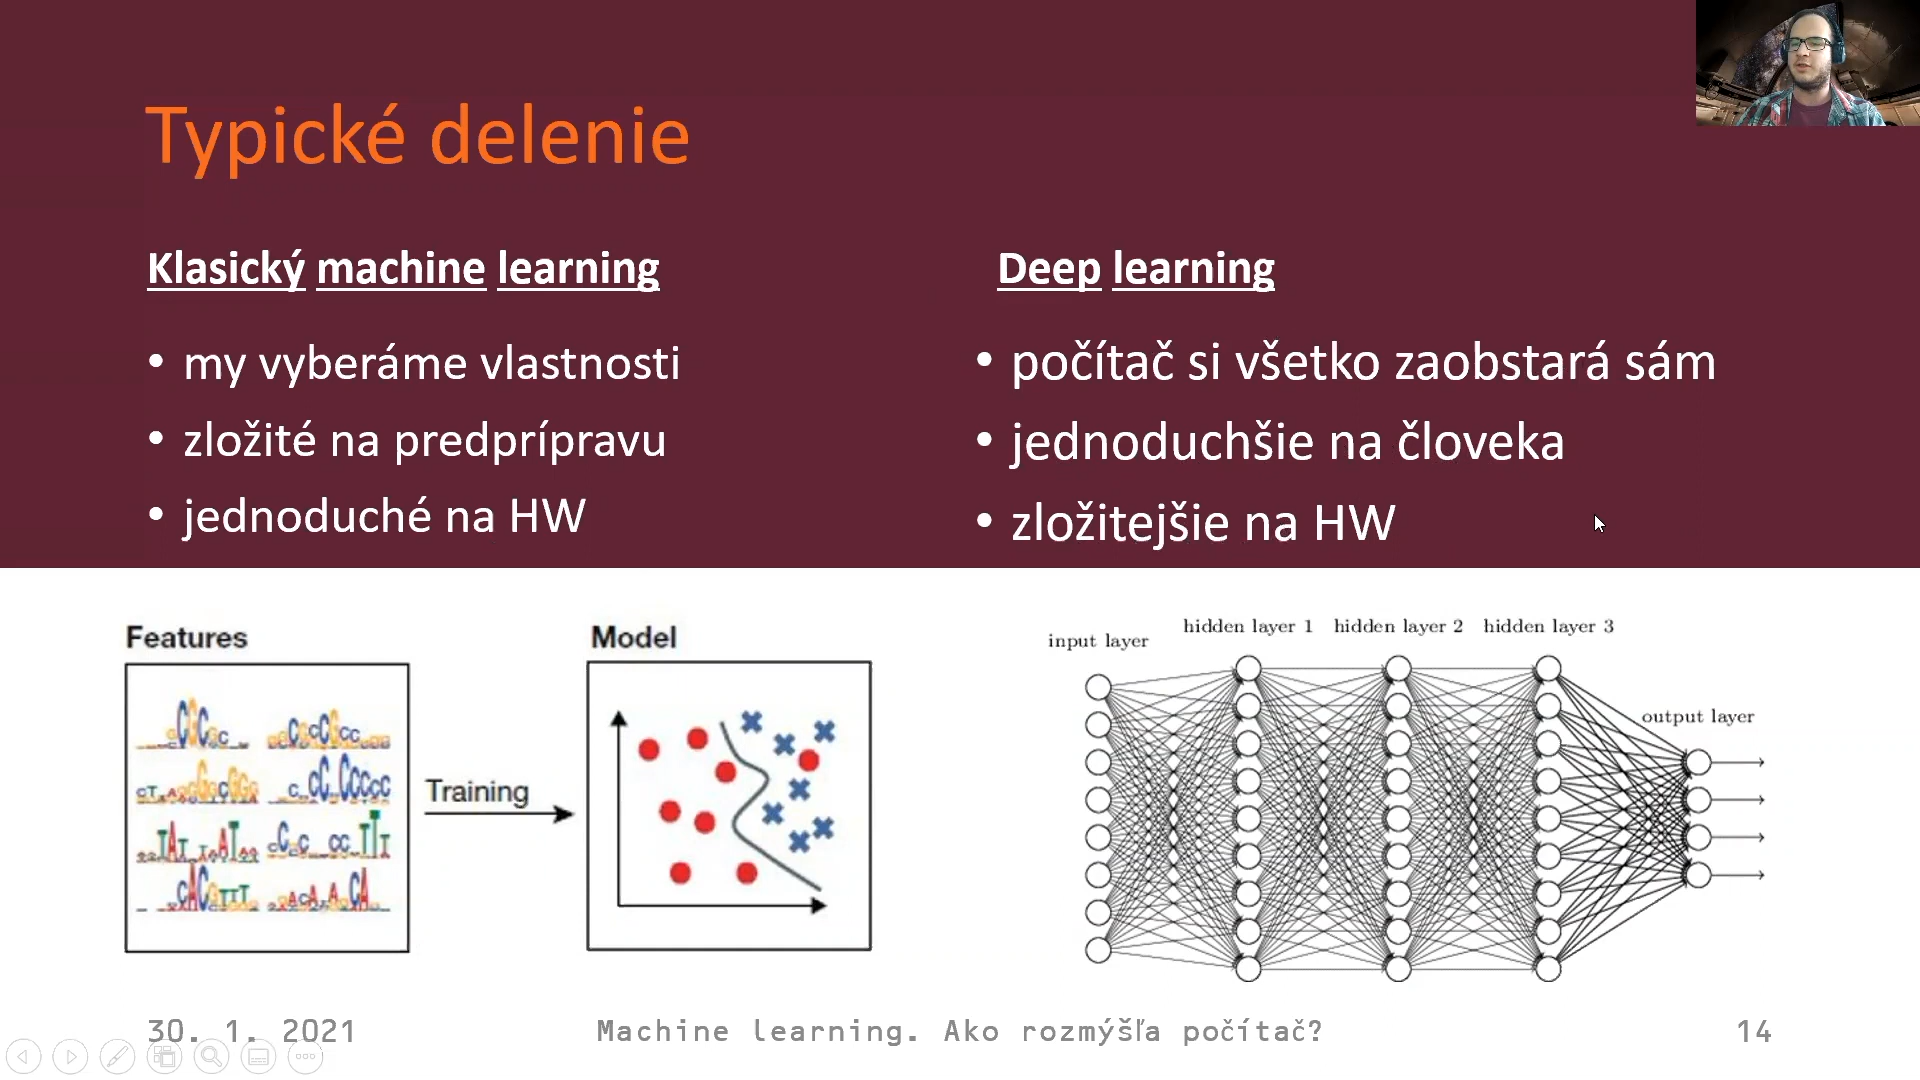 Typické delenie
Klasický machine learning
• my vyberáme vlastnosti
• zložité na predprípravu
• jednoduché na HW
Deep learning
• počítač si všetko zaobstará sám
• jednoduchšie na človeka
• zložitejšie na HW
Features
Training
Model
input layer
hidden layer 1
hidden layer 2
hidden layer 3
output layer
30. 1. 2021
Machine learning. Ako rozmýšľa počítač?
14